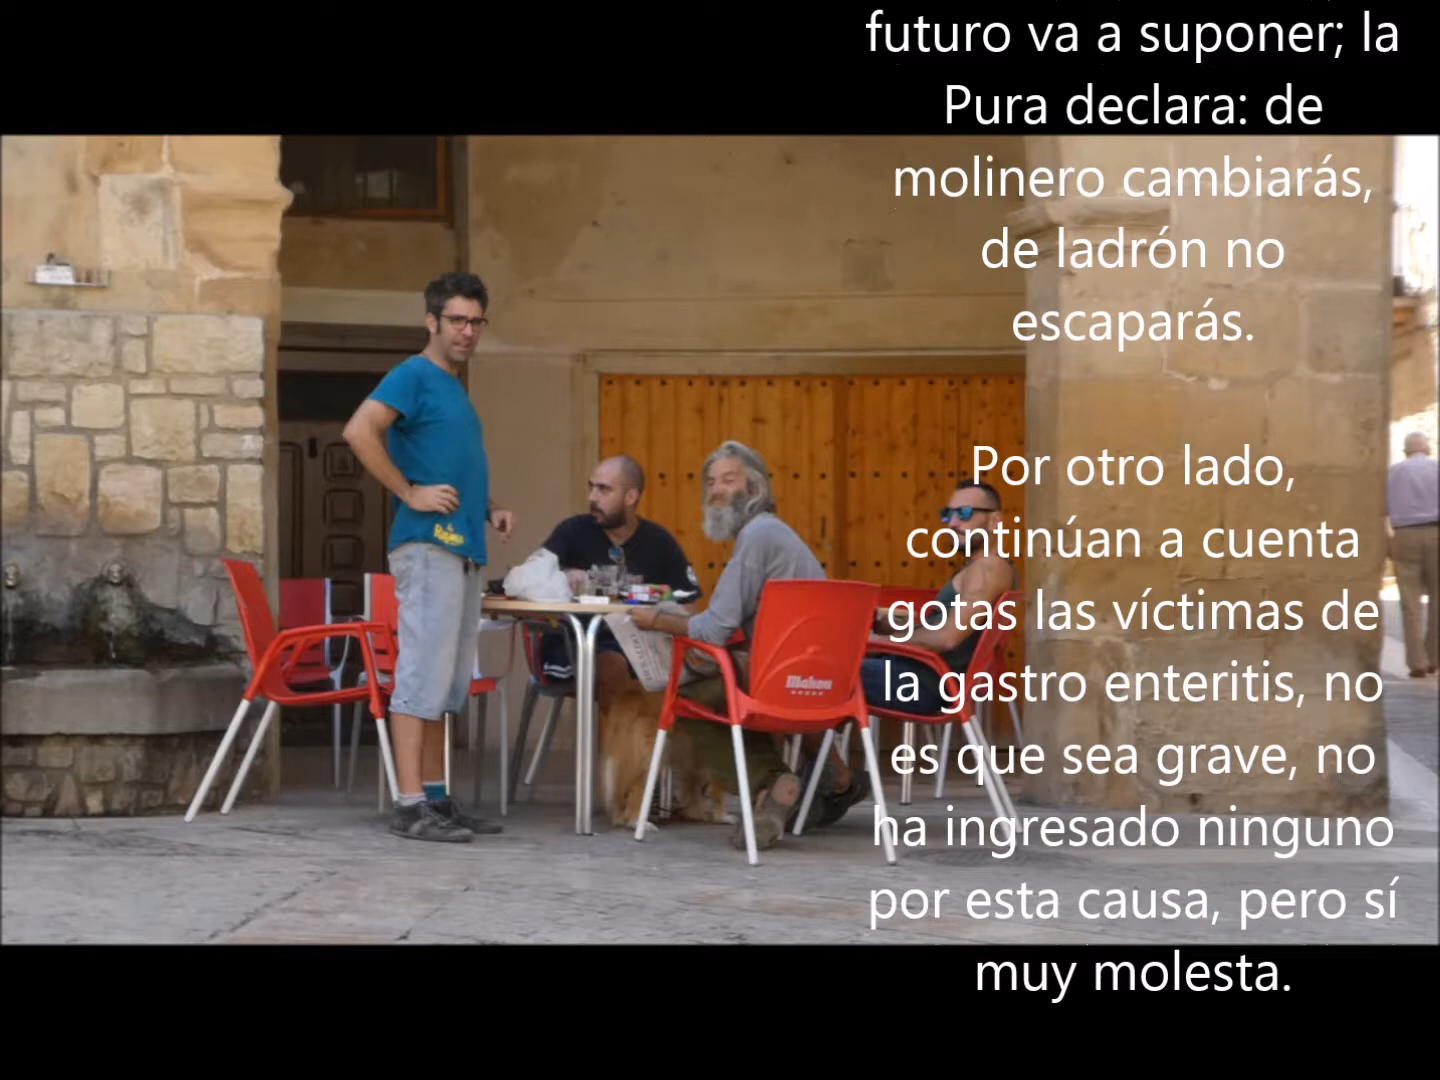 futuro va a suponer; la
Pura declara: de
molinero cambiarás,
de ladrón no
escaparás.
Por otro lado,
continúan a cuenta
gotas las víctimas de
la gastro enteritis, no
es que sea grave, no
ha ingresado ninguno
por esta causa, pero sí
muy molesta.
Mahou